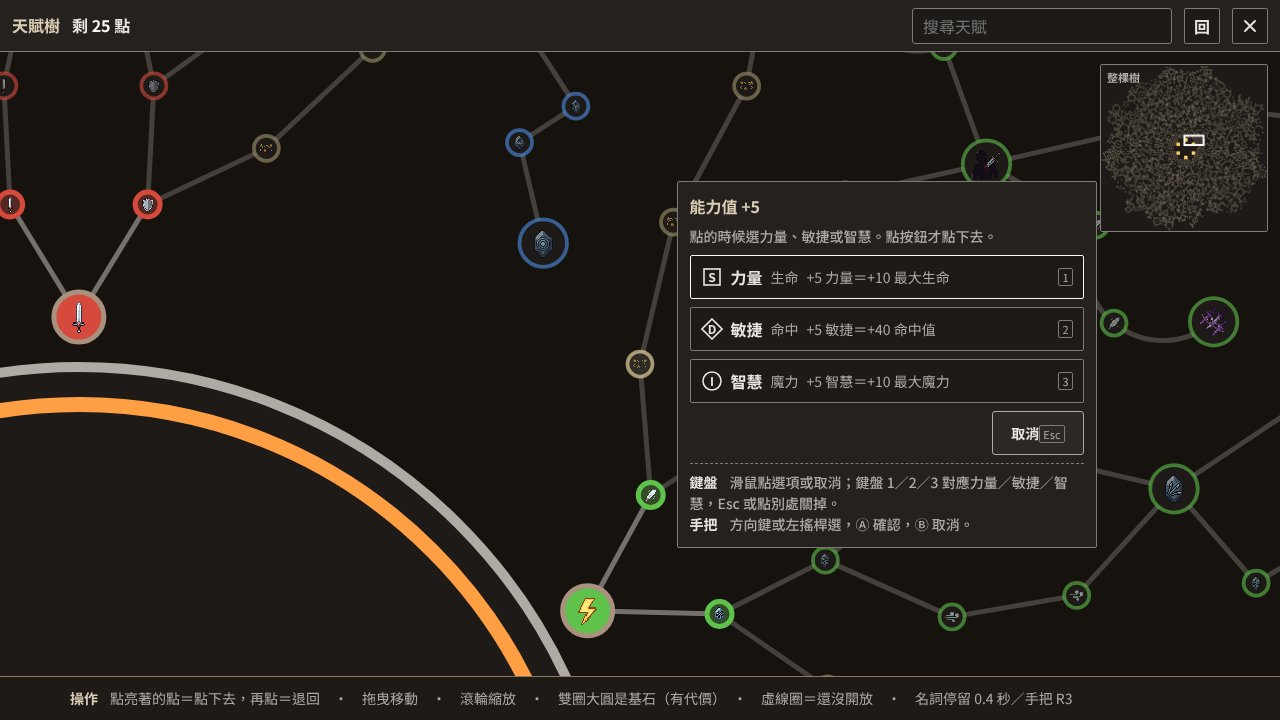 天賦樹 剩 25 點
搜尋天賦
回
整棵樹
能力值 +5
點的時候選力量、敏捷或智慧。點按鈕才點下去。
S 力量 生命 +5 力量＝+10 最大生命 1
D 敏捷 命中 +5 敏捷＝+40 命中值 2
I 智慧 魔力 +5 智慧＝+10 最大魔力 3
取消 Esc
鍵盤 滑鼠點選項或取消；鍵盤 1／2／3 對應力量／敏捷／智
慧，Esc 或點別處關掉。
手把 方向鍵或左搖桿選，Ⓐ 確認，Ⓑ 取消。
操作 點亮著的點＝點下去，再點＝退回 · 拖曳移動 · 滾輪縮放 · 雙圈大圓是基石（有代價） · 虛線圈＝還沒開放 · 名詞停留 0.4 秒／手把 R3